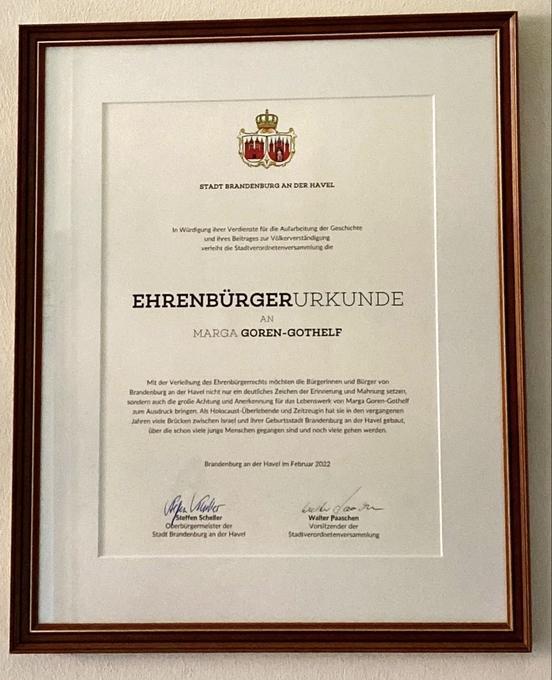 STADT BRANDENBURG AN DER HAVEL
In Würdigung ihrer Verdienste für die Aufarbeitung der Geschichte
und ihres Beitrages zur Völkerverständigung
verleiht die Stadtverordnetenversammlung die
EHRENBÜRGERURKUNDE
AN
MARGA GOREN-GOTHELF
Mit der Verleihung des Ehrenbürgerrechts möchten die Bürgerinnen und Bürger von
Brandenburg an der Havel nicht nur ein deutliches Zeichen der Erinnerung und Mahnung setzen,
sondern auch die große Achtung und Anerkennung für das Lebenswerk von Marga Goren-Gothelf
zum Ausdruck bringen. Als Holocaust-Überlebende und Zeitzeugin hat sie in den vergangenen
Jahren viele Brücken zwischen Israel und ihrer Geburtsstadt Brandenburg an der Havel gebaut,
über die schon viele junge Menschen gegangen sind und noch viele gehen werden.
Brandenburg an der Havel im Februar 2022
Steffen Scheller
Oberbürgermeister der
Stadt Brandenburg an der Havel
Walter Paaschen
Vorsitzender der
Stadtverordnetenversammlung